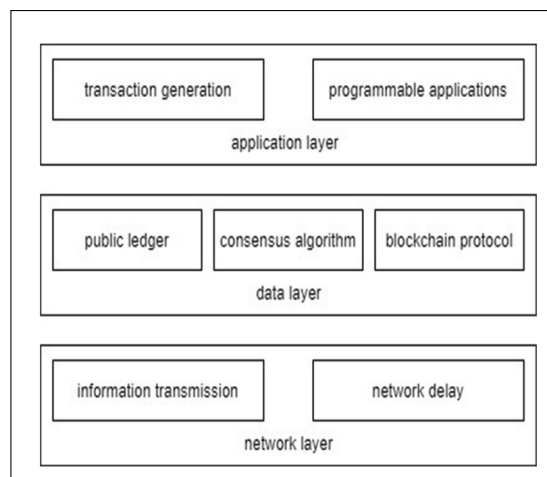 transaction generation
programmable applications
application layer
public ledger
consensus algorithm
blockchain protocol
data layer
information transmission
network delay
network layer